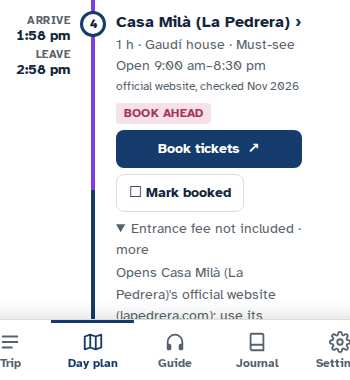 ARRIVE
1:58 pm
LEAVE
2:58 pm
4
Casa Milà (La Pedrera) ›
1 h · Gaudí house · Must-see
Open 9:00 am–8:30 pm
official website, checked Nov 2026
BOOK AHEAD
Book tickets ↗
☐ Mark booked
▼ Entrance fee not included ·
more
Opens Casa Milà (La
Pedrera)'s official website
(lapedrera.com); use its
Trip
Day plan
Guide
Journal
Settin